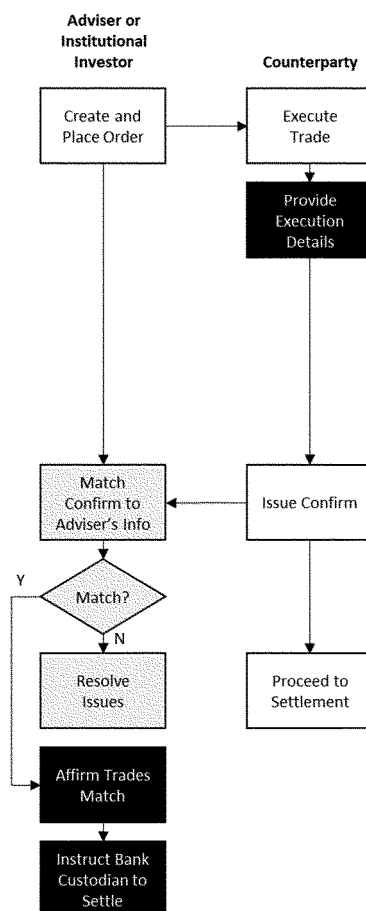 Adviser or
Institutional
Investor
Counterparty
Create and
Place Order
Execute
Trade
Provide
Execution
Details
Match
Confirm to
Adviser's Info
Issue Confirm
Y
Match?
N
Resolve
Issues
Proceed to
Settlement
Affirm Trades
Match
Instruct Bank
Custodian to
Settle